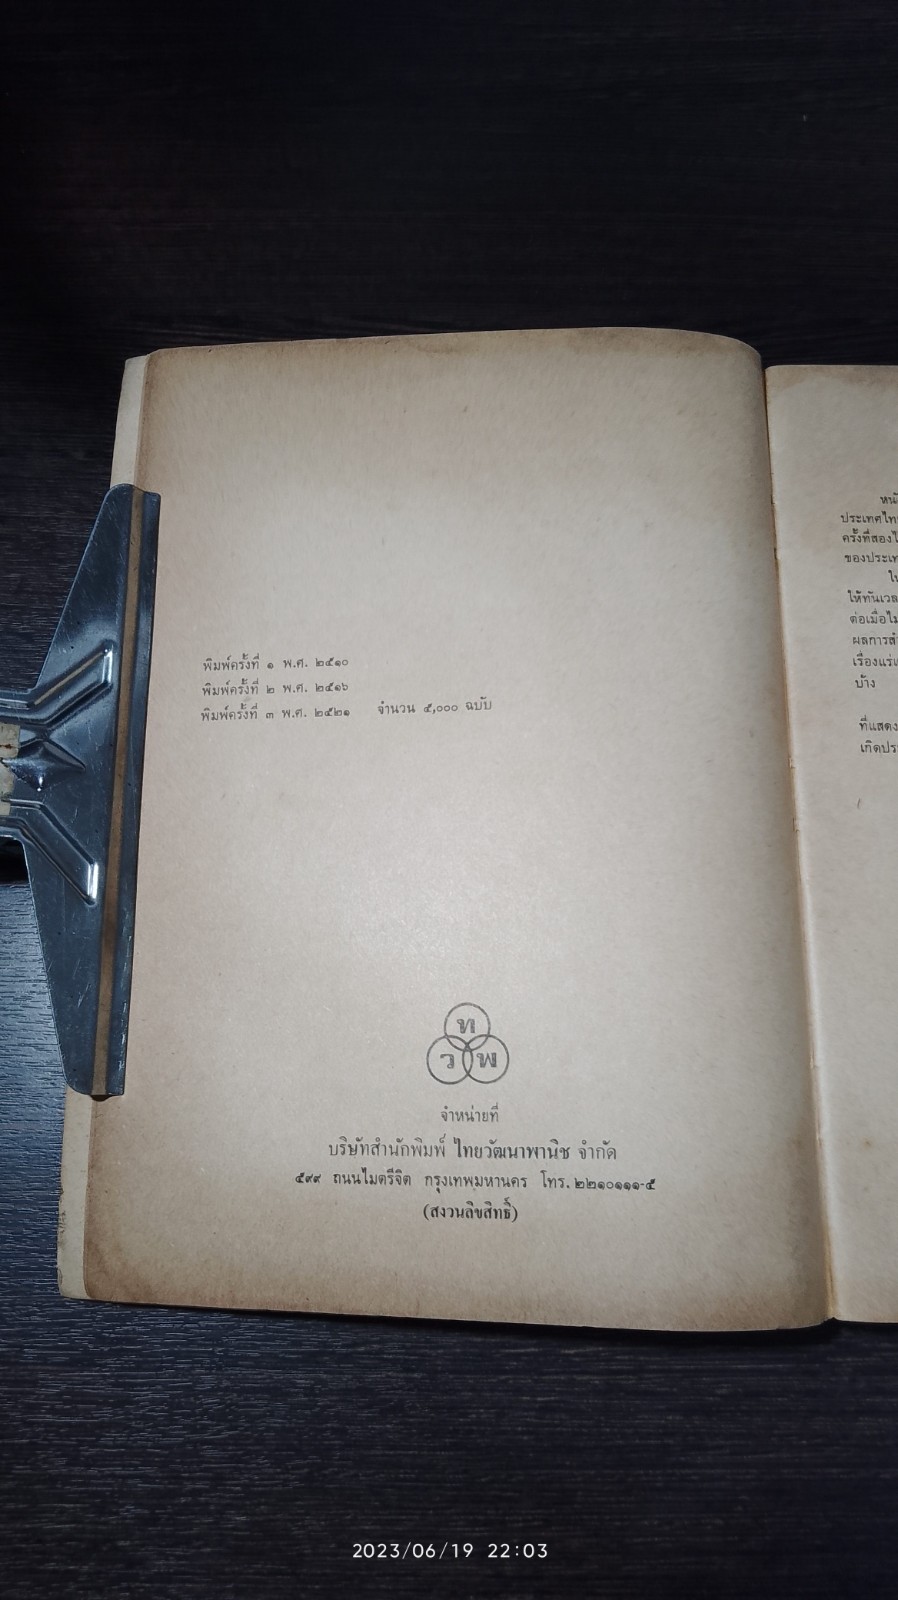 พิมพ์ครั้งที่ ๑ พ.ศ. ๒๕๑๐
พิมพ์ครั้งที่ ๒ พ.ศ. ๒๕๑๖
พิมพ์ครั้งที่ ๓ พ.ศ. ๒๕๒๑ จำนวน ๕,๐๐๐ ฉบับ
ท
ว พ
จำหน่ายที่
บริษัทสำนักพิมพ์ ไทยวัฒนาพานิช จำกัด
๕๙๙ ถนนไมตรีจิต กรุงเทพมหานคร โทร. ๒๒๑๐๑๑๑-๕
(สงวนลิขสิทธิ์)
ประเทศไทย
ครั้งที่สอง
ให้ทันเวล
ต่อเมื่อไม
ผลการสำ
เรื่องแร่
บ้าง
ที่แสดง
เกิดประ
2023/06/19 22:03